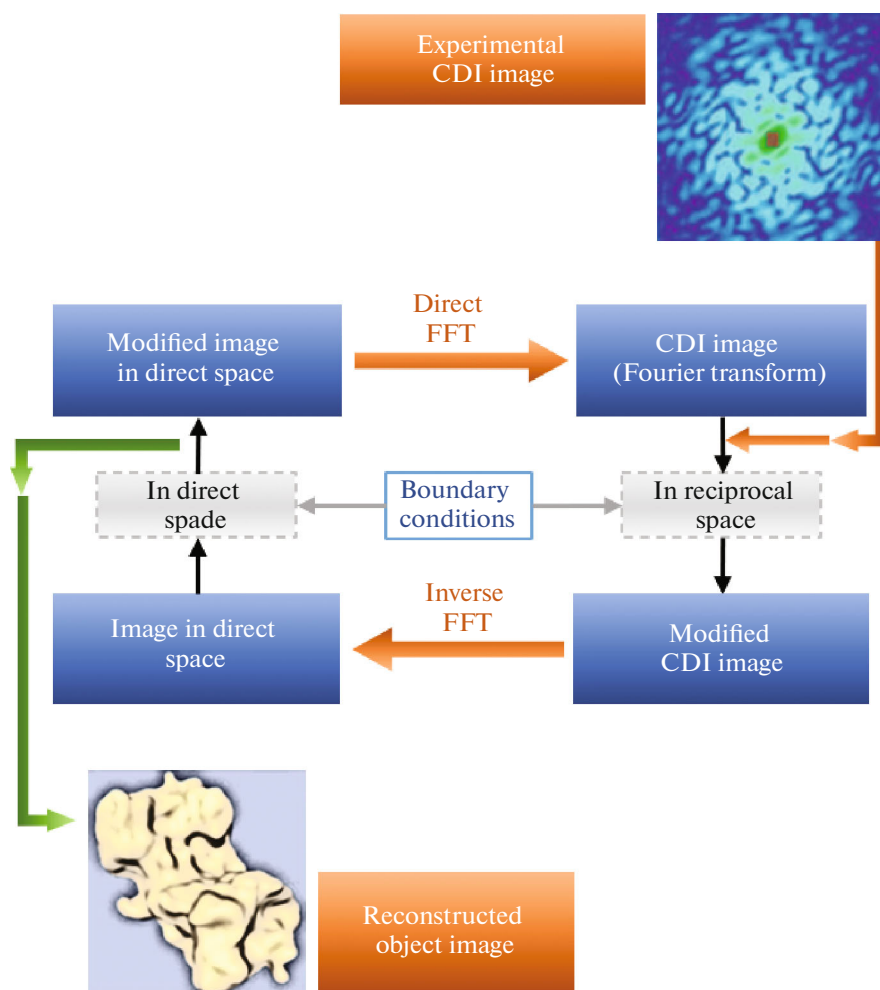 Experimental
CDI image
Direct
FFT
Modified image
in direct space
CDI image
(Fourier transform)
In direct
spade
Boundary
conditions
In reciprocal
space
Inverse
FFT
Image in direct
space
Modified
CDI image
Reconstructed
object image